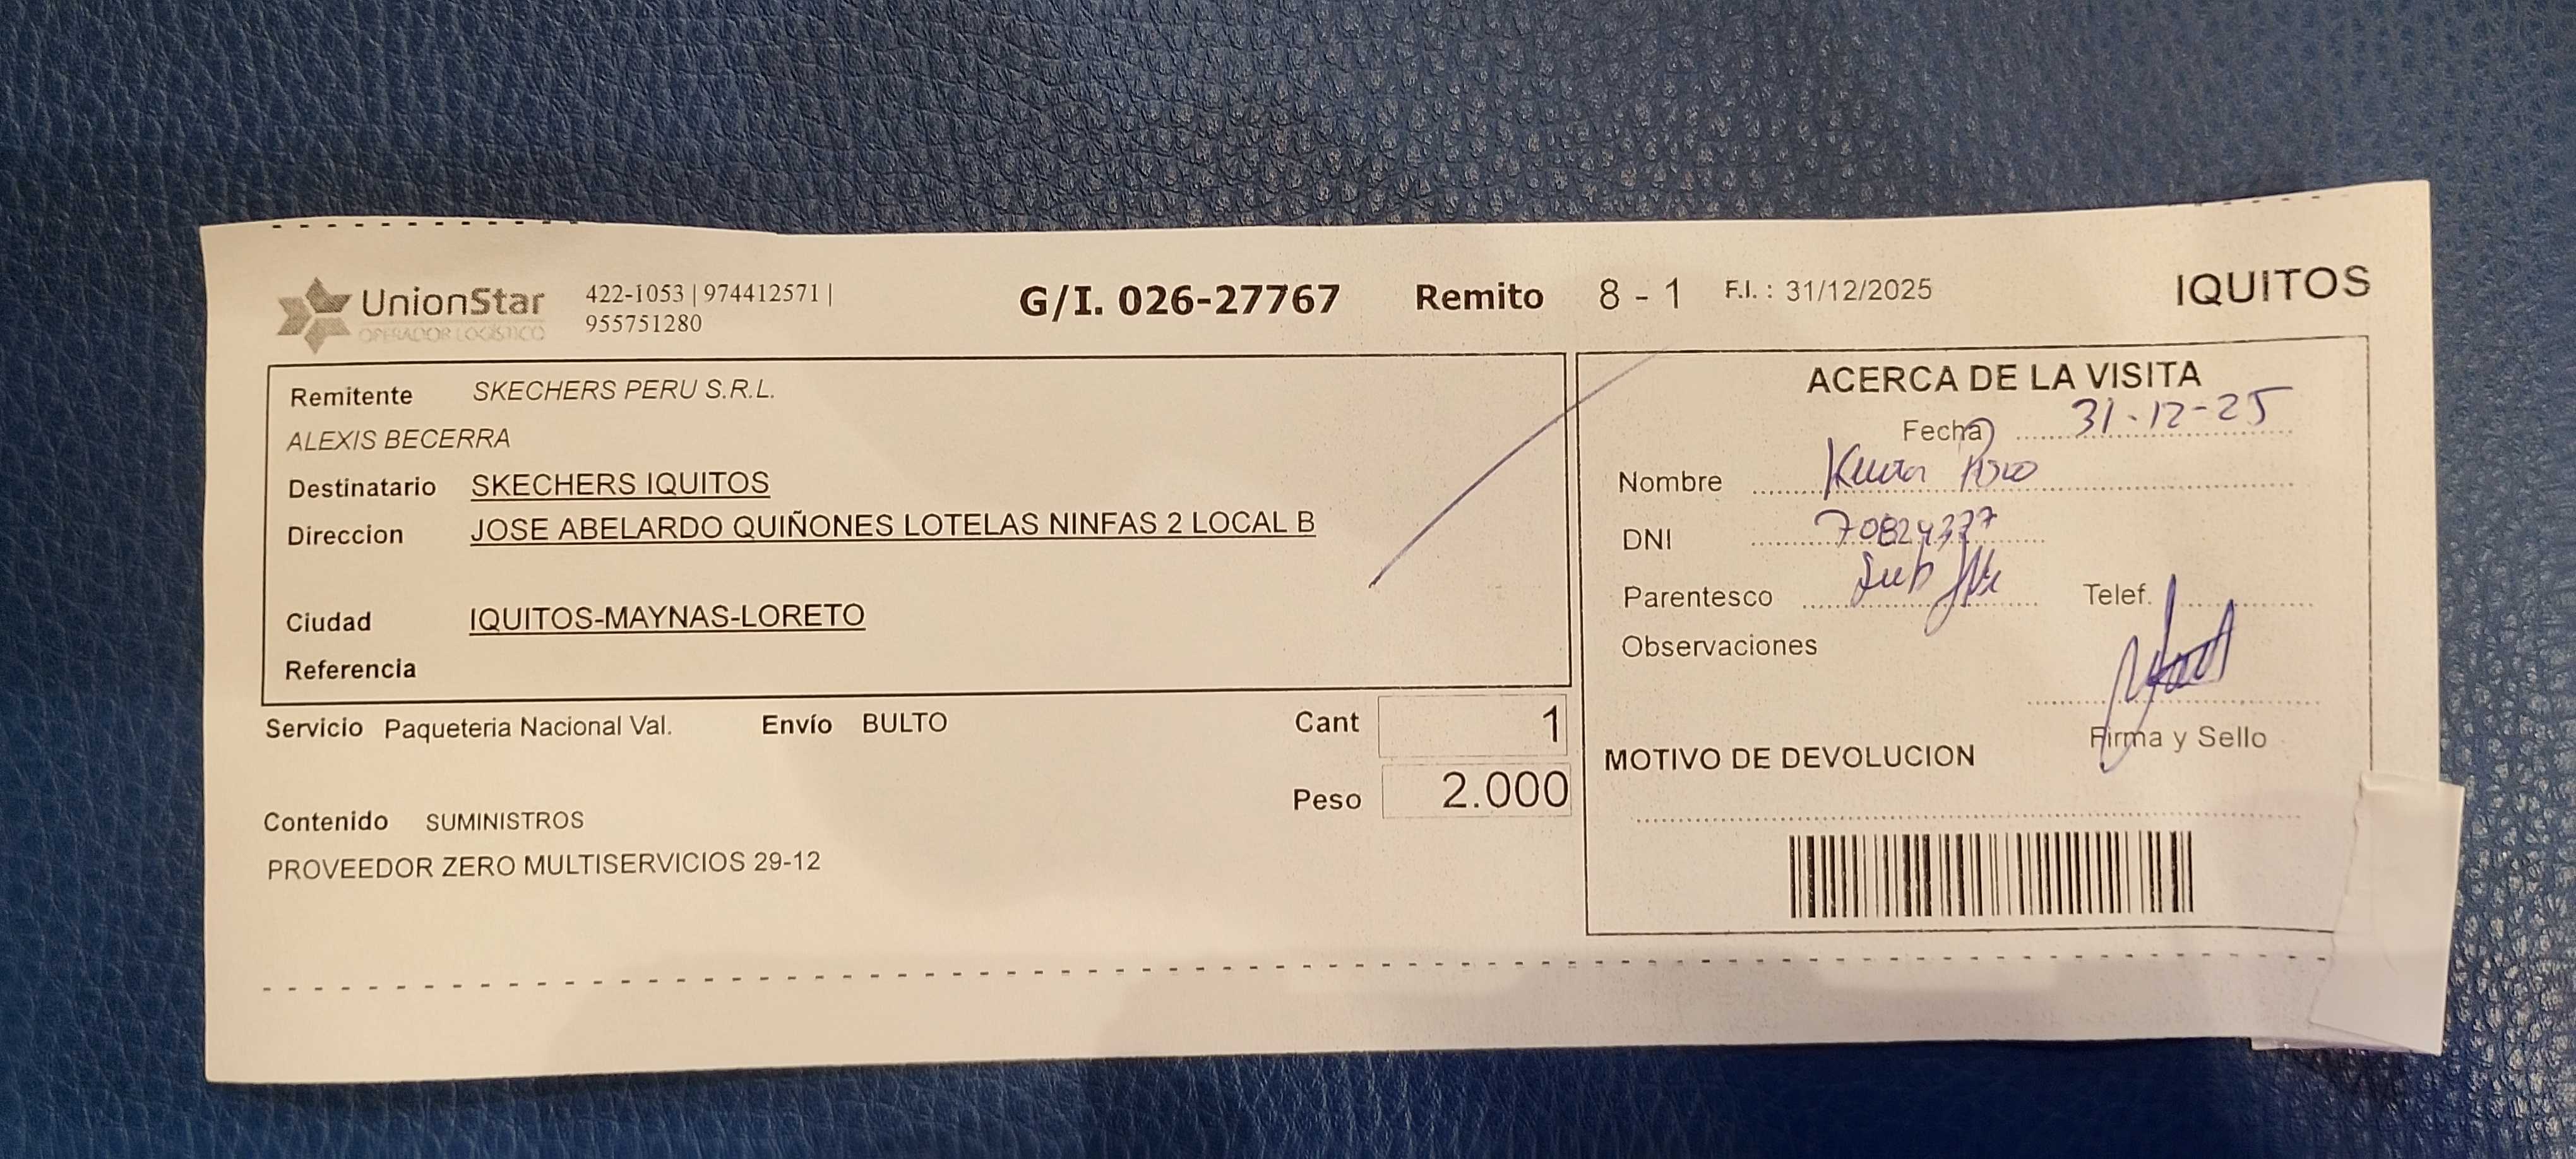 UnionStar
OPERADOR LOGÍSTICO
422-1053 | 974412571 |
955751280
G/I. 026-27767 Remito 8 - 1 F.I. : 31/12/2025 IQUITOS
Remitente SKECHERS PERU S.R.L.
ALEXIS BECERRA
Destinatario SKECHERS IQUITOS
Direccion JOSE ABELARDO QUIÑONES LOTELAS NINFAS 2 LOCAL B
Ciudad IQUITOS-MAYNAS-LORETO
Referencia
Servicio Paqueteria Nacional Val. Envío BULTO Cant 1
Peso 2.000
Contenido SUMINISTROS
PROVEEDOR ZERO MULTISERVICIOS 29-12
ACERCA DE LA VISITA
Fecha 31-12-25
Nombre
DNI
Parentesco Sub Telef.
Observaciones
Firma y Sello
MOTIVO DE DEVOLUCION